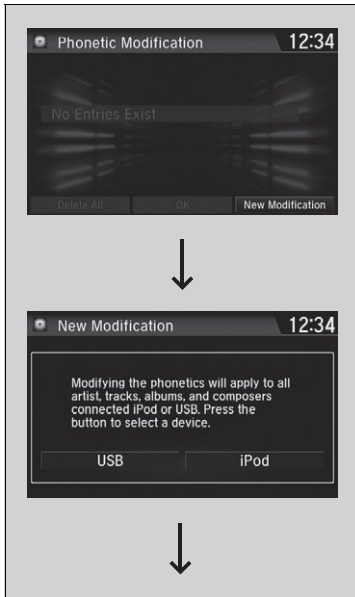 Phonetic Modification 12:34
No Entries Exist
Delete All OK New Modification
New Modification 12:34
Modifying the phonetics will apply to all
artist, tracks, albums, and composers
connected iPod or USB. Press the
button to select a device.
USB iPod